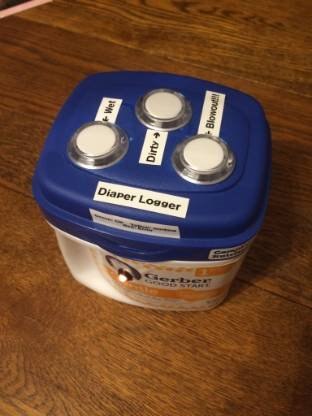 ← Wet
Dirty →
→ Blowout!!!
Diaper Logger
Gerber
GOOD START